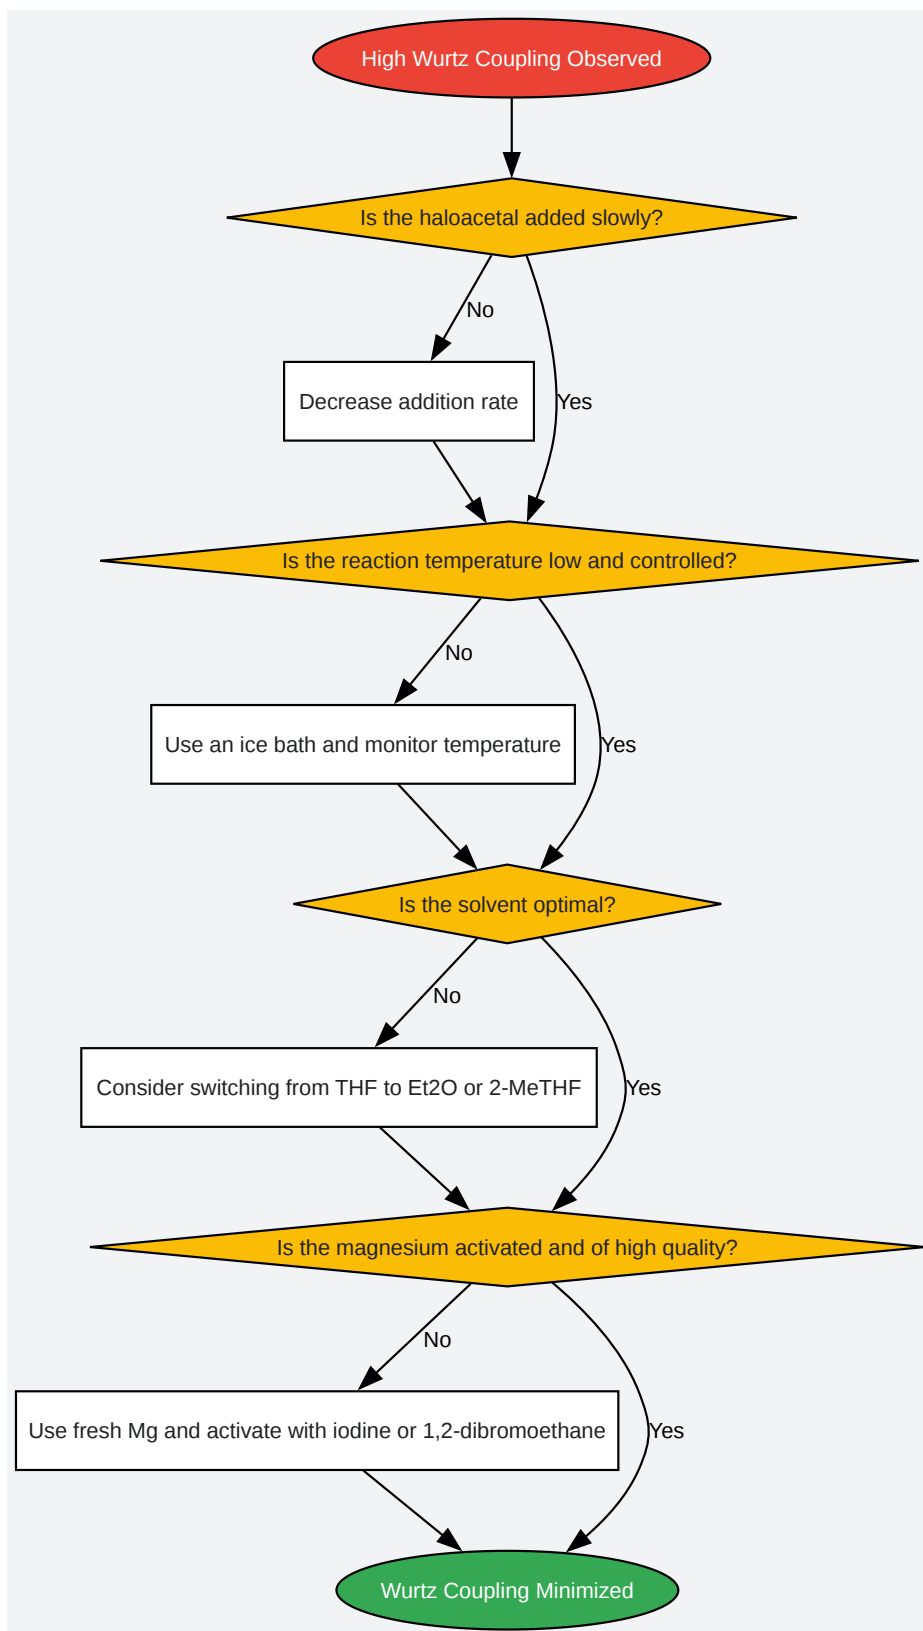 High Wurtz Coupling Observed
Is the haloacetal added slowly?
No
Decrease addition rate
Yes
Is the reaction temperature low and controlled?
No
Use an ice bath and monitor temperature
Yes
Is the solvent optimal?
No
Consider switching from THF to Et2O or 2-MeTHF
Yes
Is the magnesium activated and of high quality?
No
Use fresh Mg and activate with iodine or 1,2-dibromoethane
Yes
Wurtz Coupling Minimized